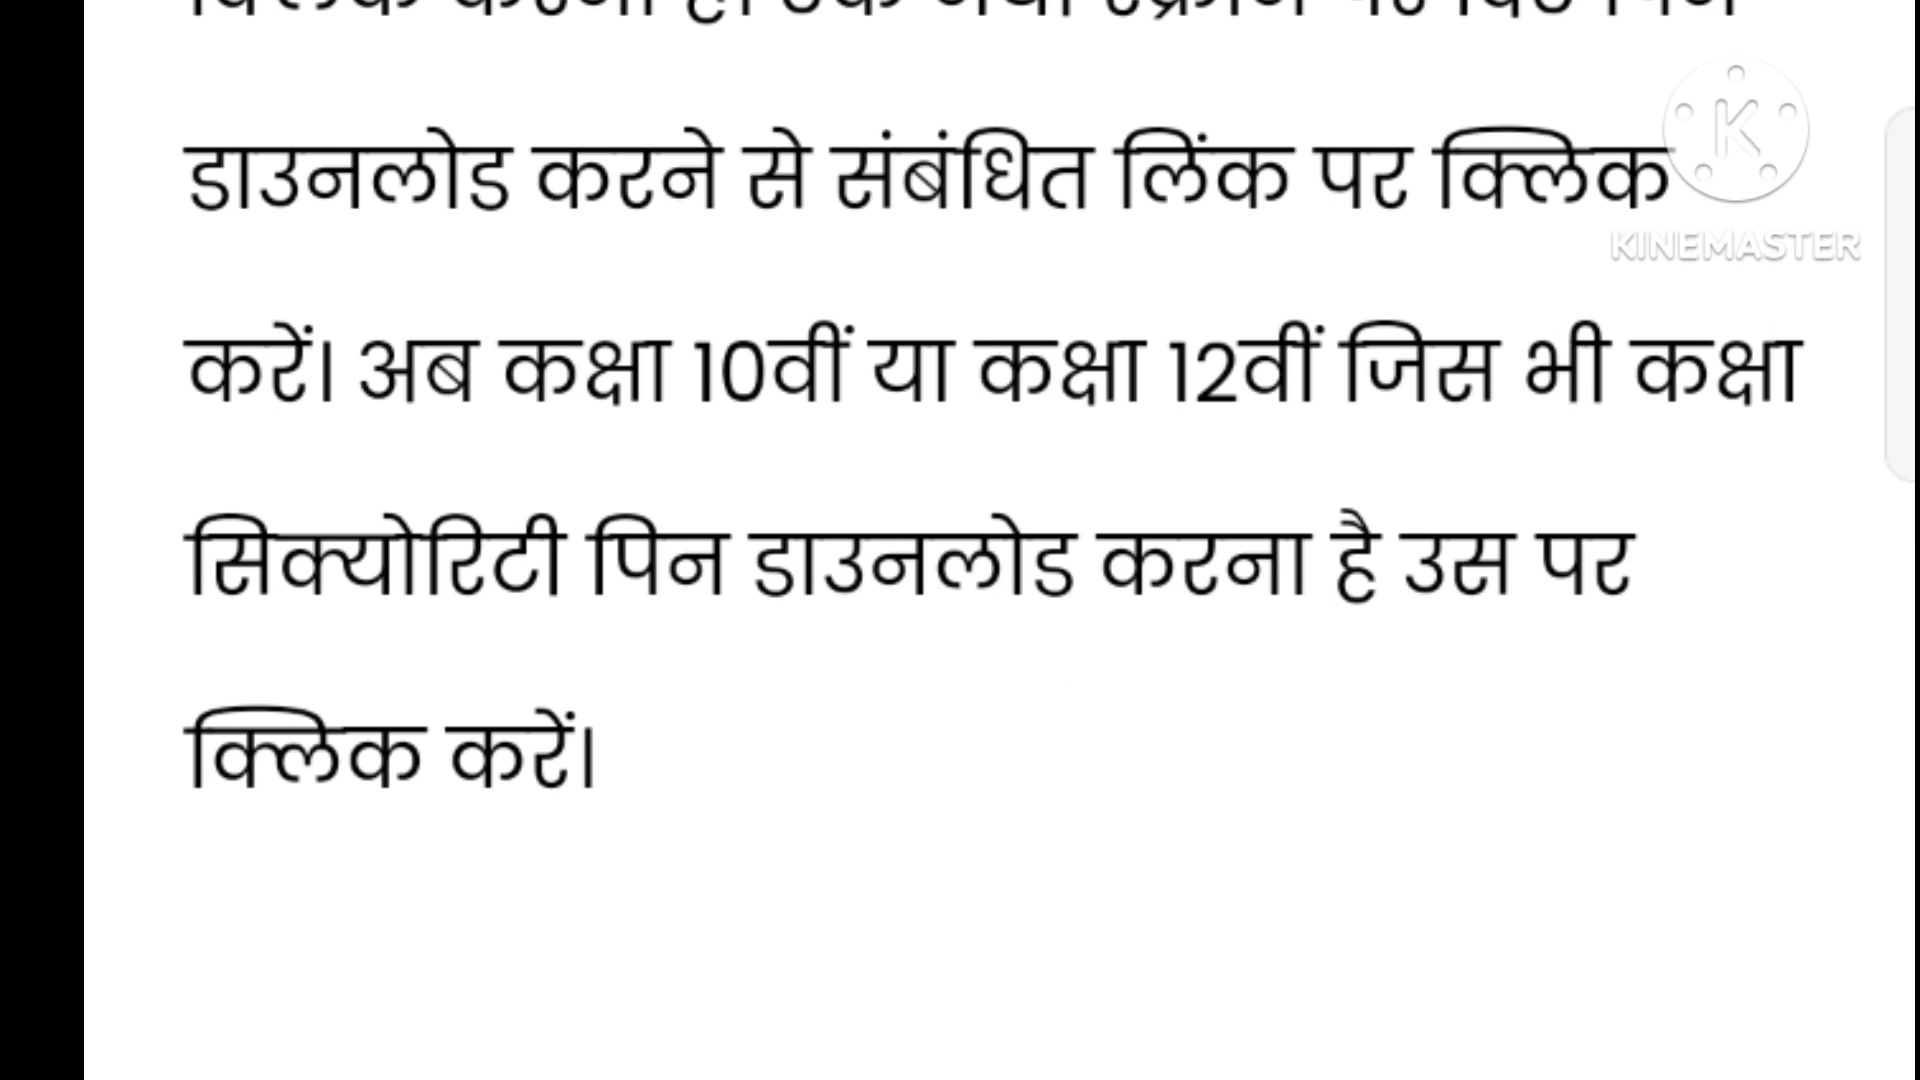 डाउनलोड करने से संबंधित लिंक पर क्लिक
KINEMASTER
करें। अब कक्षा 10वीं या कक्षा 12वीं जिस भी कक्षा
सिक्योरिटी पिन डाउनलोड करना है उस पर
क्लिक करें।